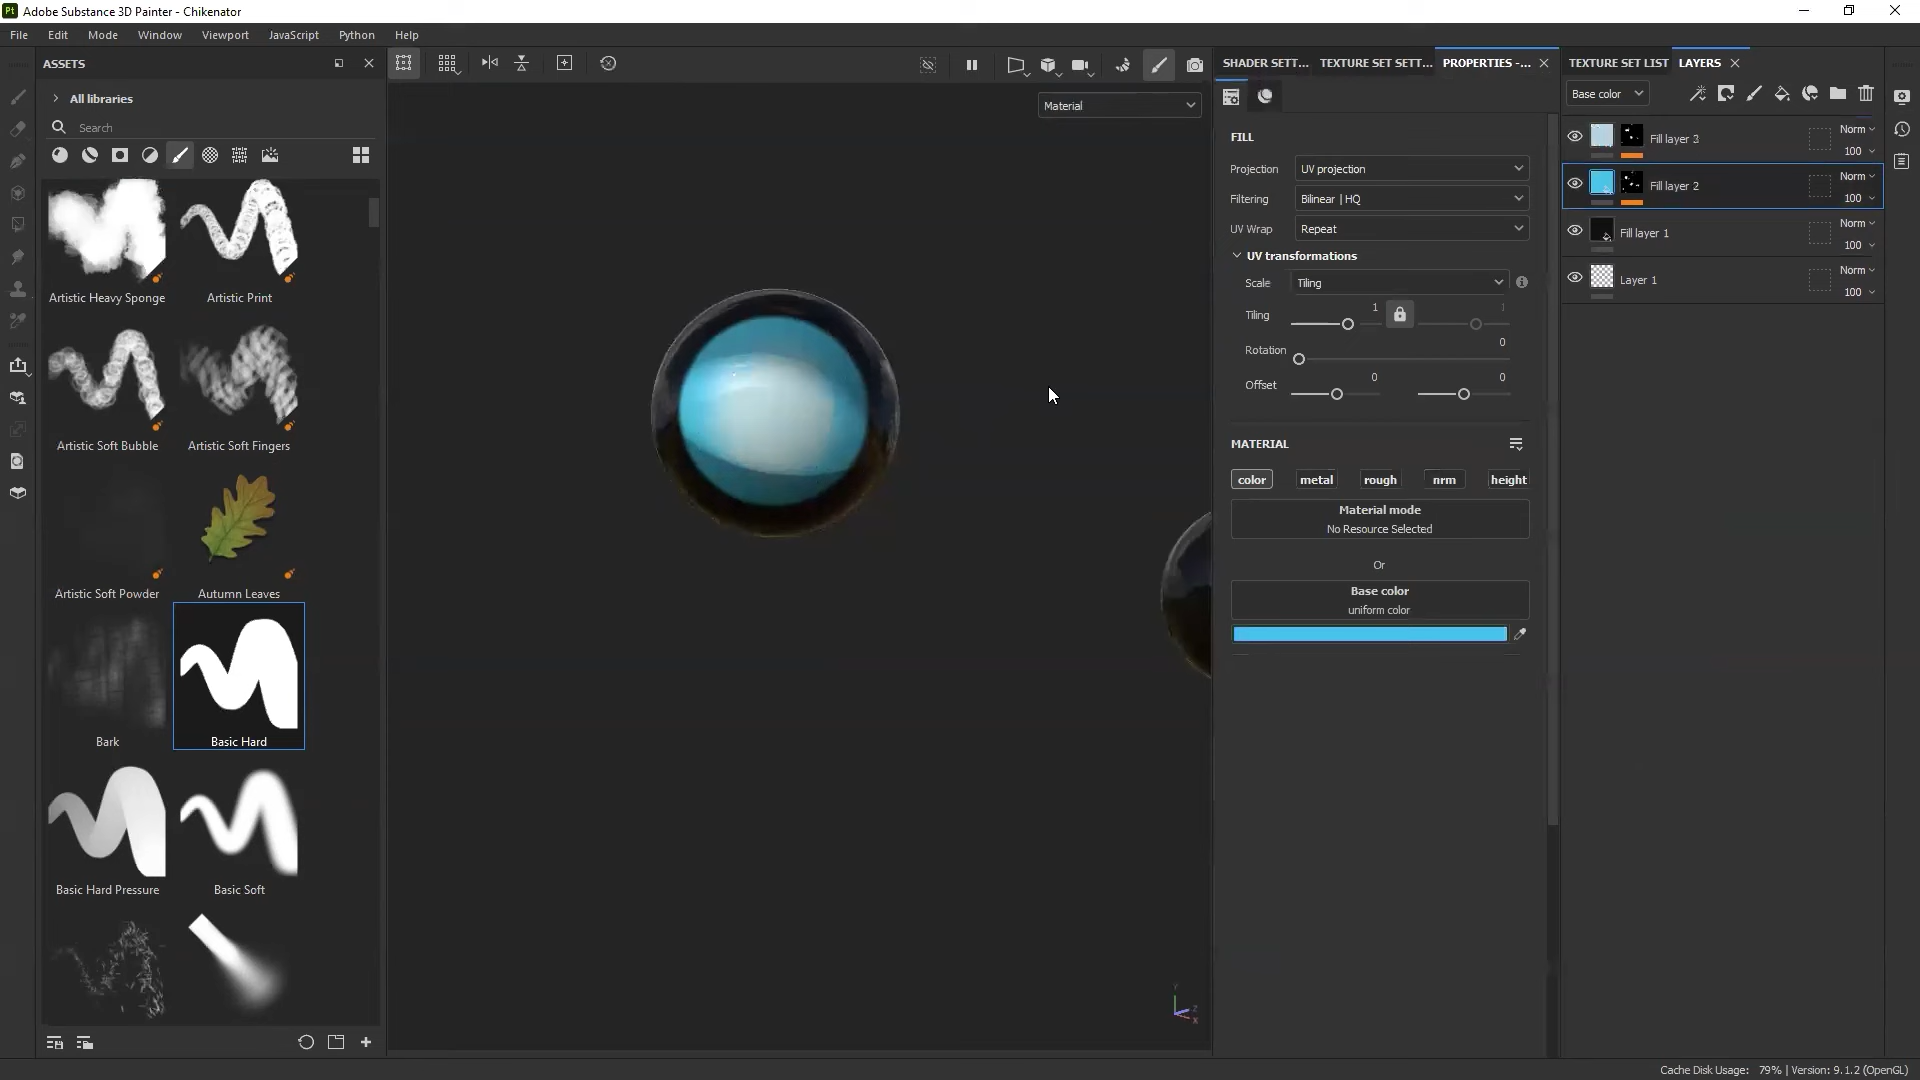 Pt Adobe Substance 3D Painter - Chikenator
File Edit Mode Window Viewport JavaScript Python Help
ASSETS
All libraries
Search
Artistic Heavy Sponge
Artistic Print
Artistic Soft Bubble
Artistic Soft Fingers
Artistic Soft Powder
Autumn Leaves
Bark
Basic Hard
Basic Hard Pressure
Basic Soft
Material
Y
Z
X
SHADER SETT... TEXTURE SET SETT... PROPERTIES -...
FILL
Projection UV projection
Filtering Bilinear | HQ
UV Wrap Repeat
UV transformations
Scale Tiling
Tiling 1 1
Rotation 0
Offset 0 0
MATERIAL
color metal rough nrm height
Material mode
No Resource Selected
Or
Base color
uniform color
TEXTURE SET LIST LAYERS
Base color
Fill layer 3 Norm
100
Fill layer 2 Norm
100
Fill layer 1 Norm
100
Layer 1 Norm
100
Cache Disk Usage: 79% | Version: 9.1.2 (OpenGL)